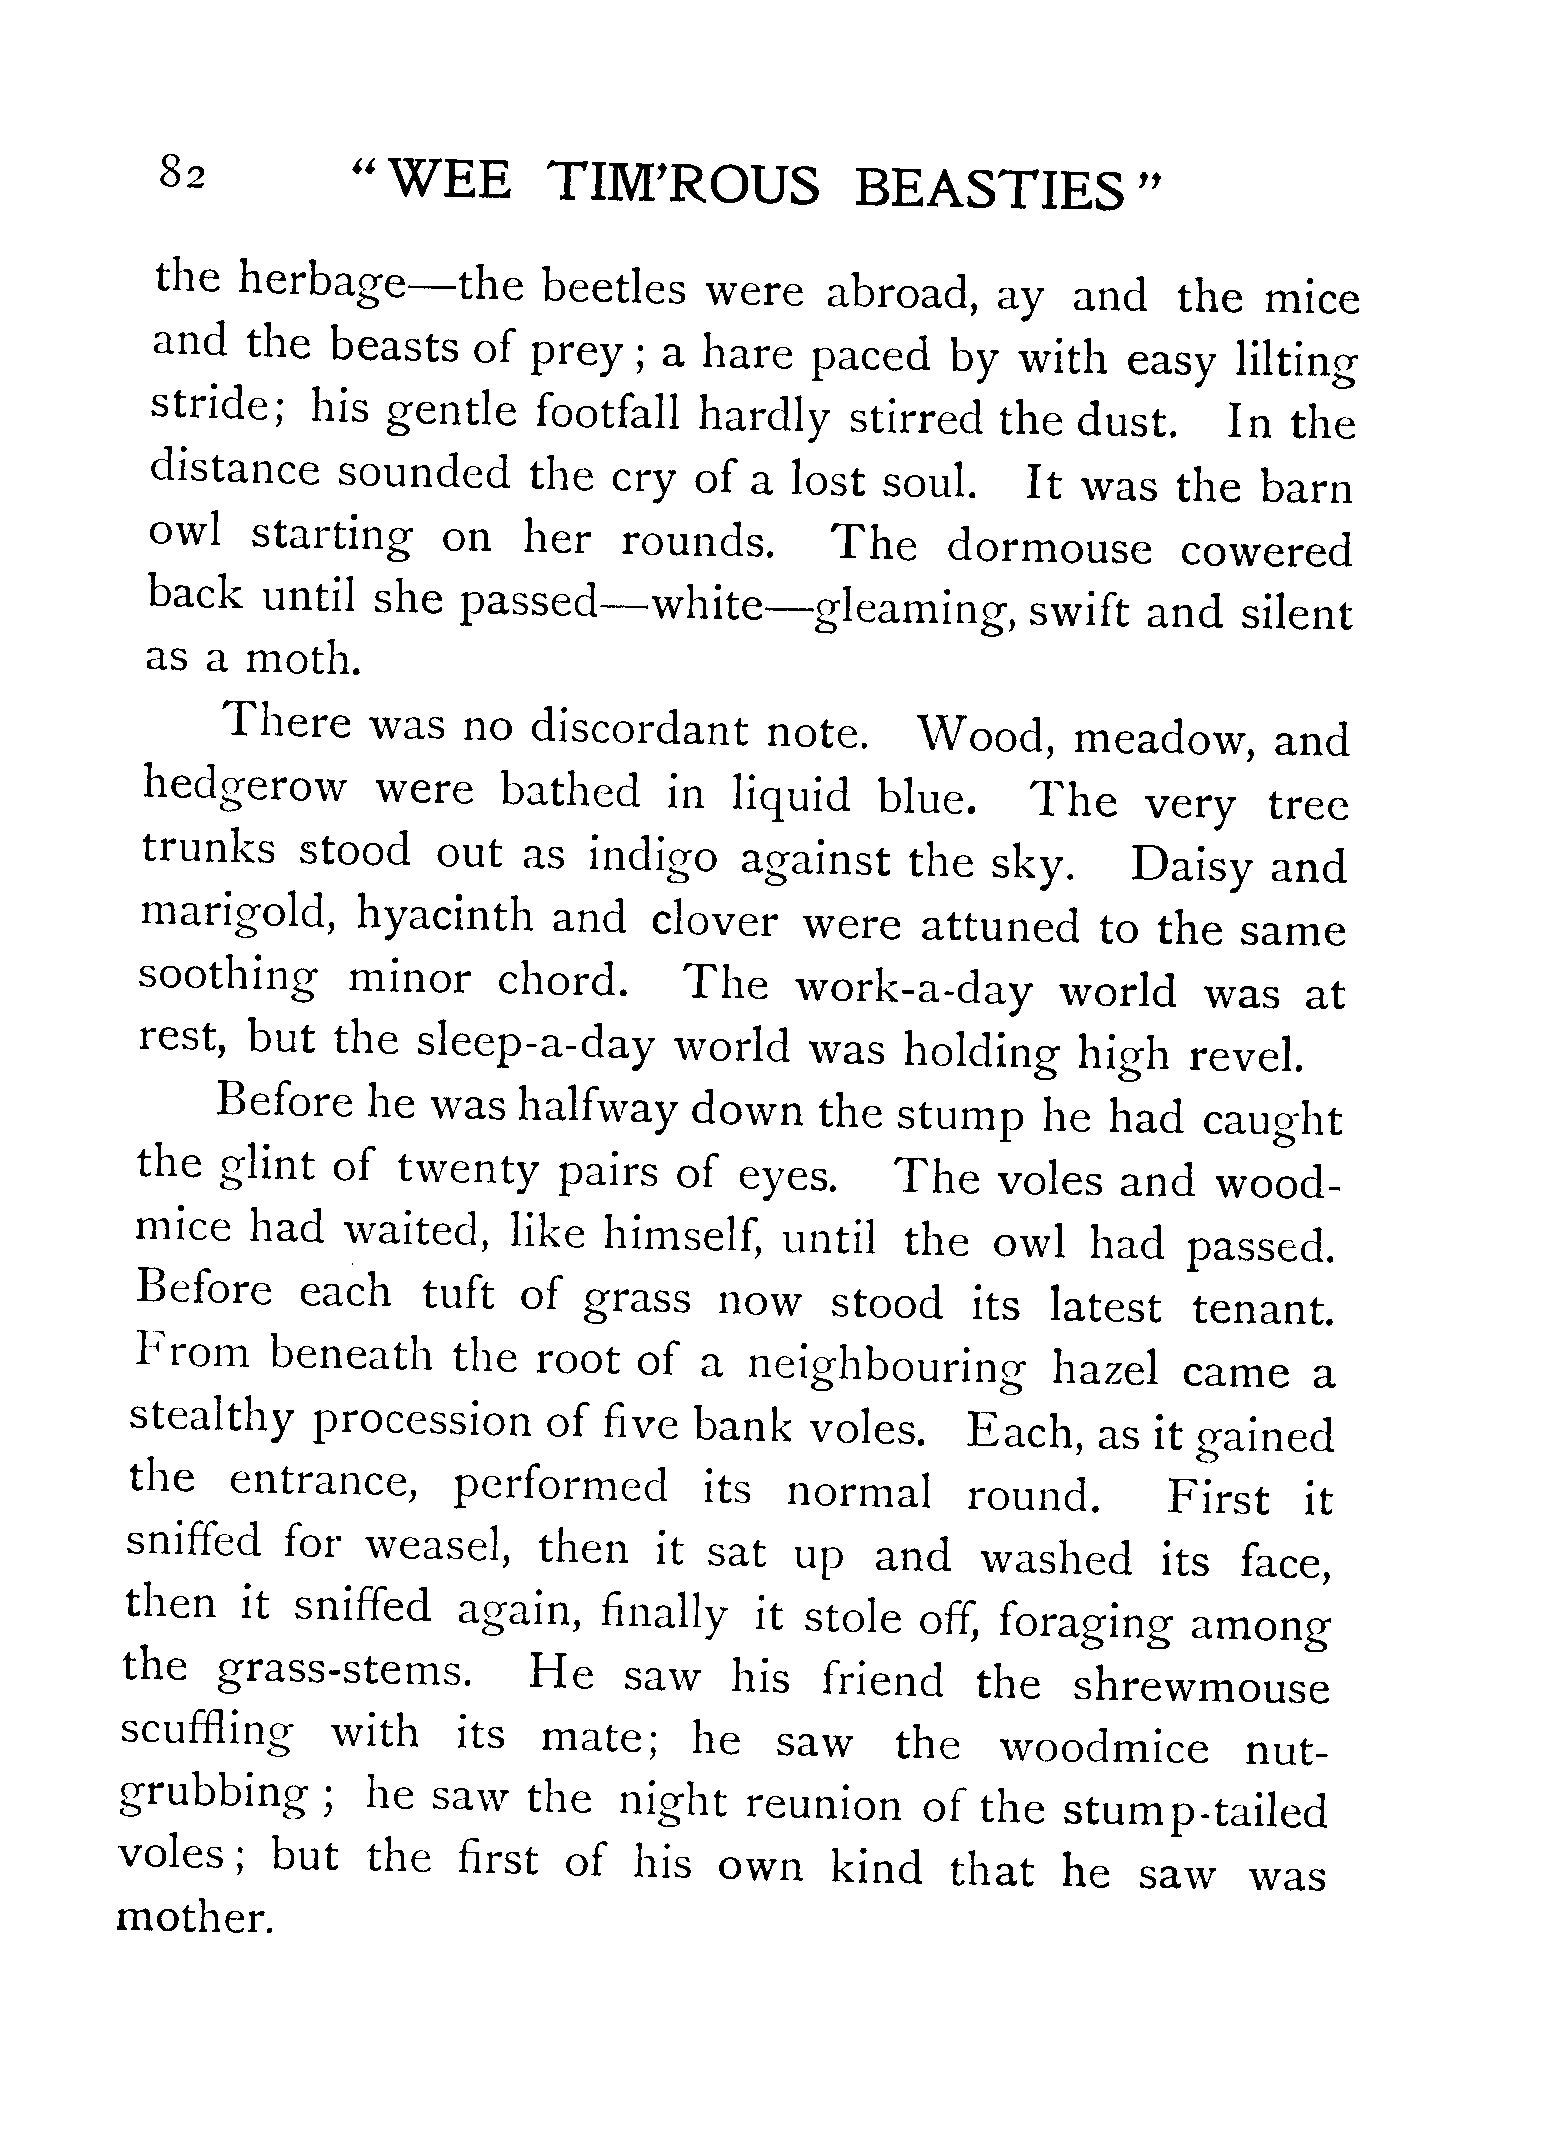 82 "WEE TIM'ROUS BEASTIES"
the herbage—the beetles were abroad, ay and the mice
and the beasts of prey; a hare paced by with easy lilting
stride; his gentle footfall hardly stirred the dust. In the
distance sounded the cry of a lost soul. It was the barn
owl starting on her rounds. The dormouse cowered
back until she passed—white—gleaming, swift and silent
as a moth.
There was no discordant note. Wood, meadow, and
hedgerow were bathed in liquid blue. The very tree
trunks stood out as indigo against the sky. Daisy and
marigold, hyacinth and clover were attuned to the same
soothing minor chord. The work-a-day world was at
rest, but the sleep-a-day world was holding high revel.
Before he was halfway down the stump he had caught
the glint of twenty pairs of eyes. The voles and wood-
mice had waited, like himself, until the owl had passed.
Before each tuft of grass now stood its latest tenant.
From beneath the root of a neighbouring hazel came a
stealthy procession of five bank voles. Each, as it gained
the entrance, performed its normal round. First it
sniffed for weasel, then it sat up and washed its face,
then it sniffed again, finally it stole off, foraging among
the grass-stems. He saw his friend the shrewmouse
scuffling with its mate; he saw the woodmice nut-
grubbing; he saw the night reunion of the stump-tailed
voles; but the first of his own kind that he saw was
mother.